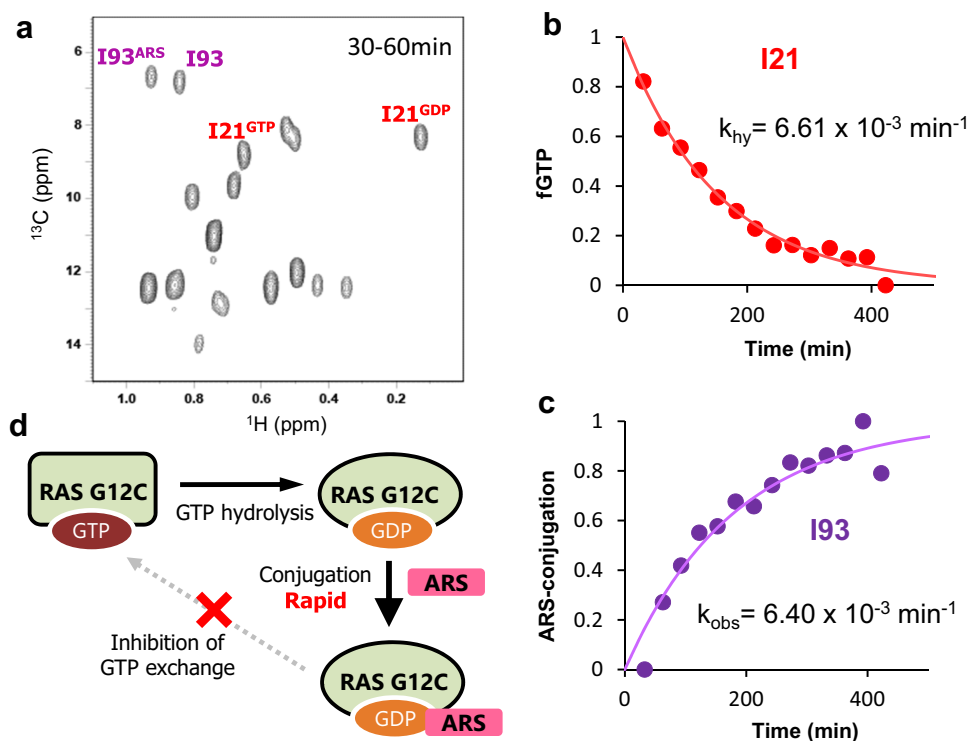 a
30-60min
I93ARS
I93
I21GTP
I21GDP
6
8
10
12
14
13C (ppm)
1.0 0.8 0.6 0.4 0.2
1H (ppm)
b
I21
khy= 6.61 x 10-3 min-1
1
0.8
0.6
0.4
0.2
0
fGTP
0 200 400
Time (min)
c
I93
kobs= 6.40 x 10-3 min-1
1
0.8
0.6
0.4
0.2
0
ARS-conjugation
0 200 400
Time (min)
d
RAS G12C
GTP
GTP hydrolysis
RAS G12C
GDP
Conjugation
Rapid
ARS
Inhibition of
GTP exchange
RAS G12C
GDP
ARS